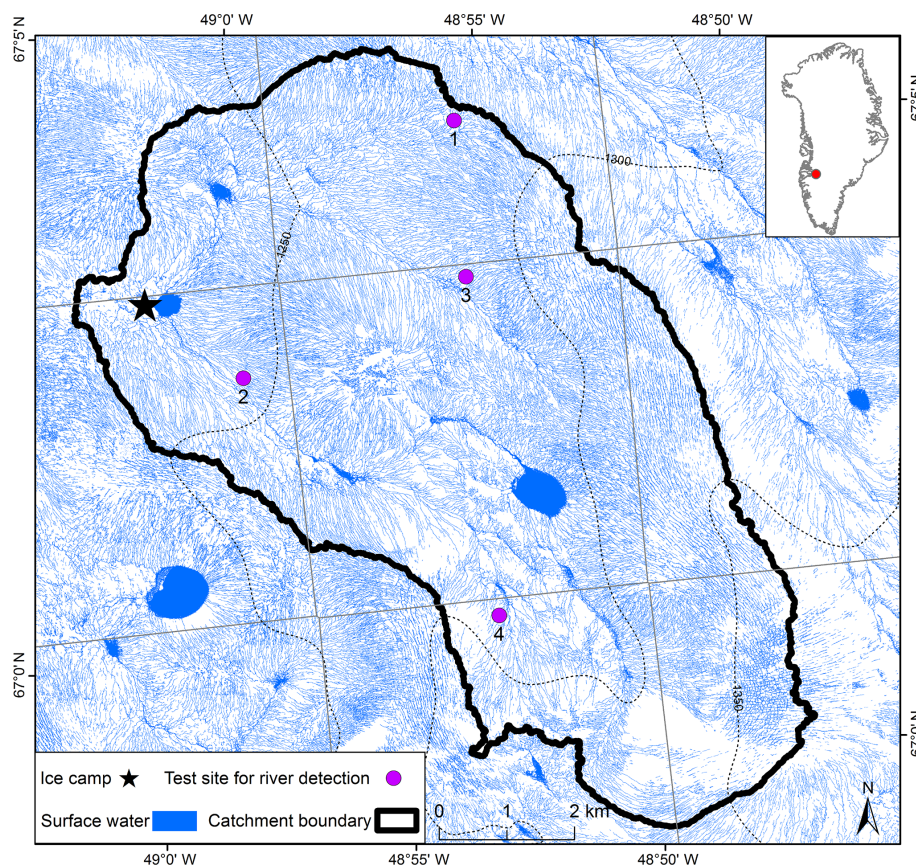 49°0' W 48°55' W 48°50' W
67°5' N
67°5' N
1
1300
1250
3
2
4
67°0' N
1350
67°0' N
Ice camp Test site for river detection
N
0 1 2 km
Surface water Catchment boundary
49°0' W 48°55' W 48°50' W